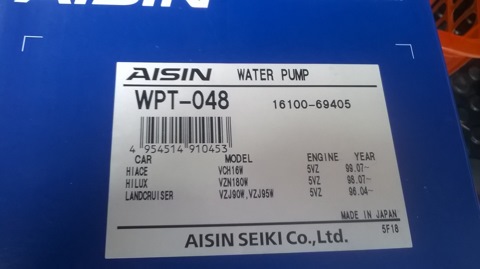 AISIN
AISIN WATER PUMP
WPT-048 16100-69405
4 954514 910453
CAR MODEL ENGINE YEAR
HIACE VCH16W 5VZ 99.07~
HILUX VZN180W 5VZ 98.07~
LANDCRUISER VZJ90W,VZJ95W 5VZ 96.04~
MADE IN JAPAN
5F18
AISIN SEIKI Co.,Ltd.